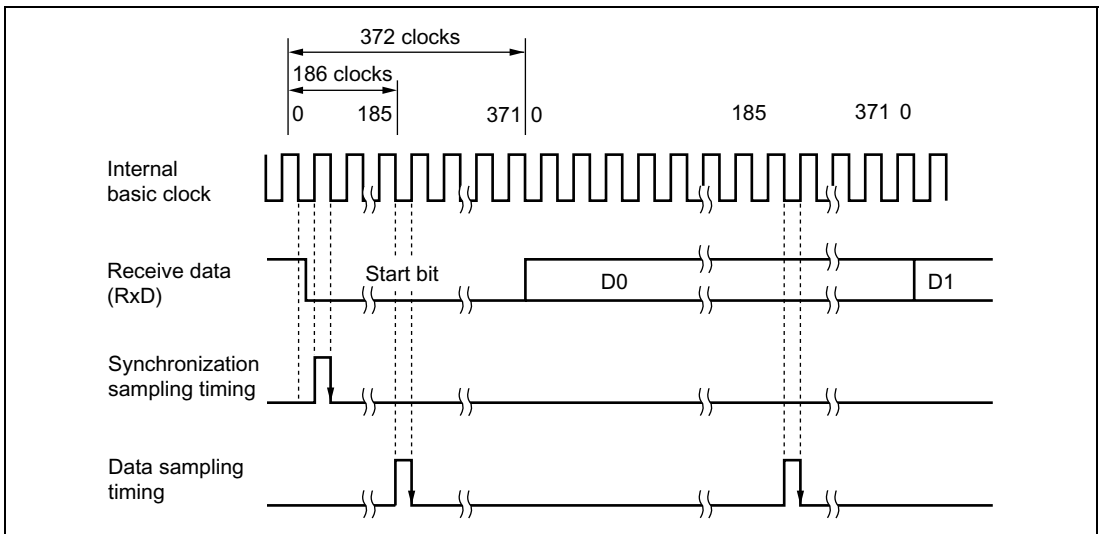 372 clocks
186 clocks
0 185 371 0 185 371 0
Internal
basic clock
Receive data
(RxD)
Start bit D0 D1
Synchronization
sampling timing
Data sampling
timing